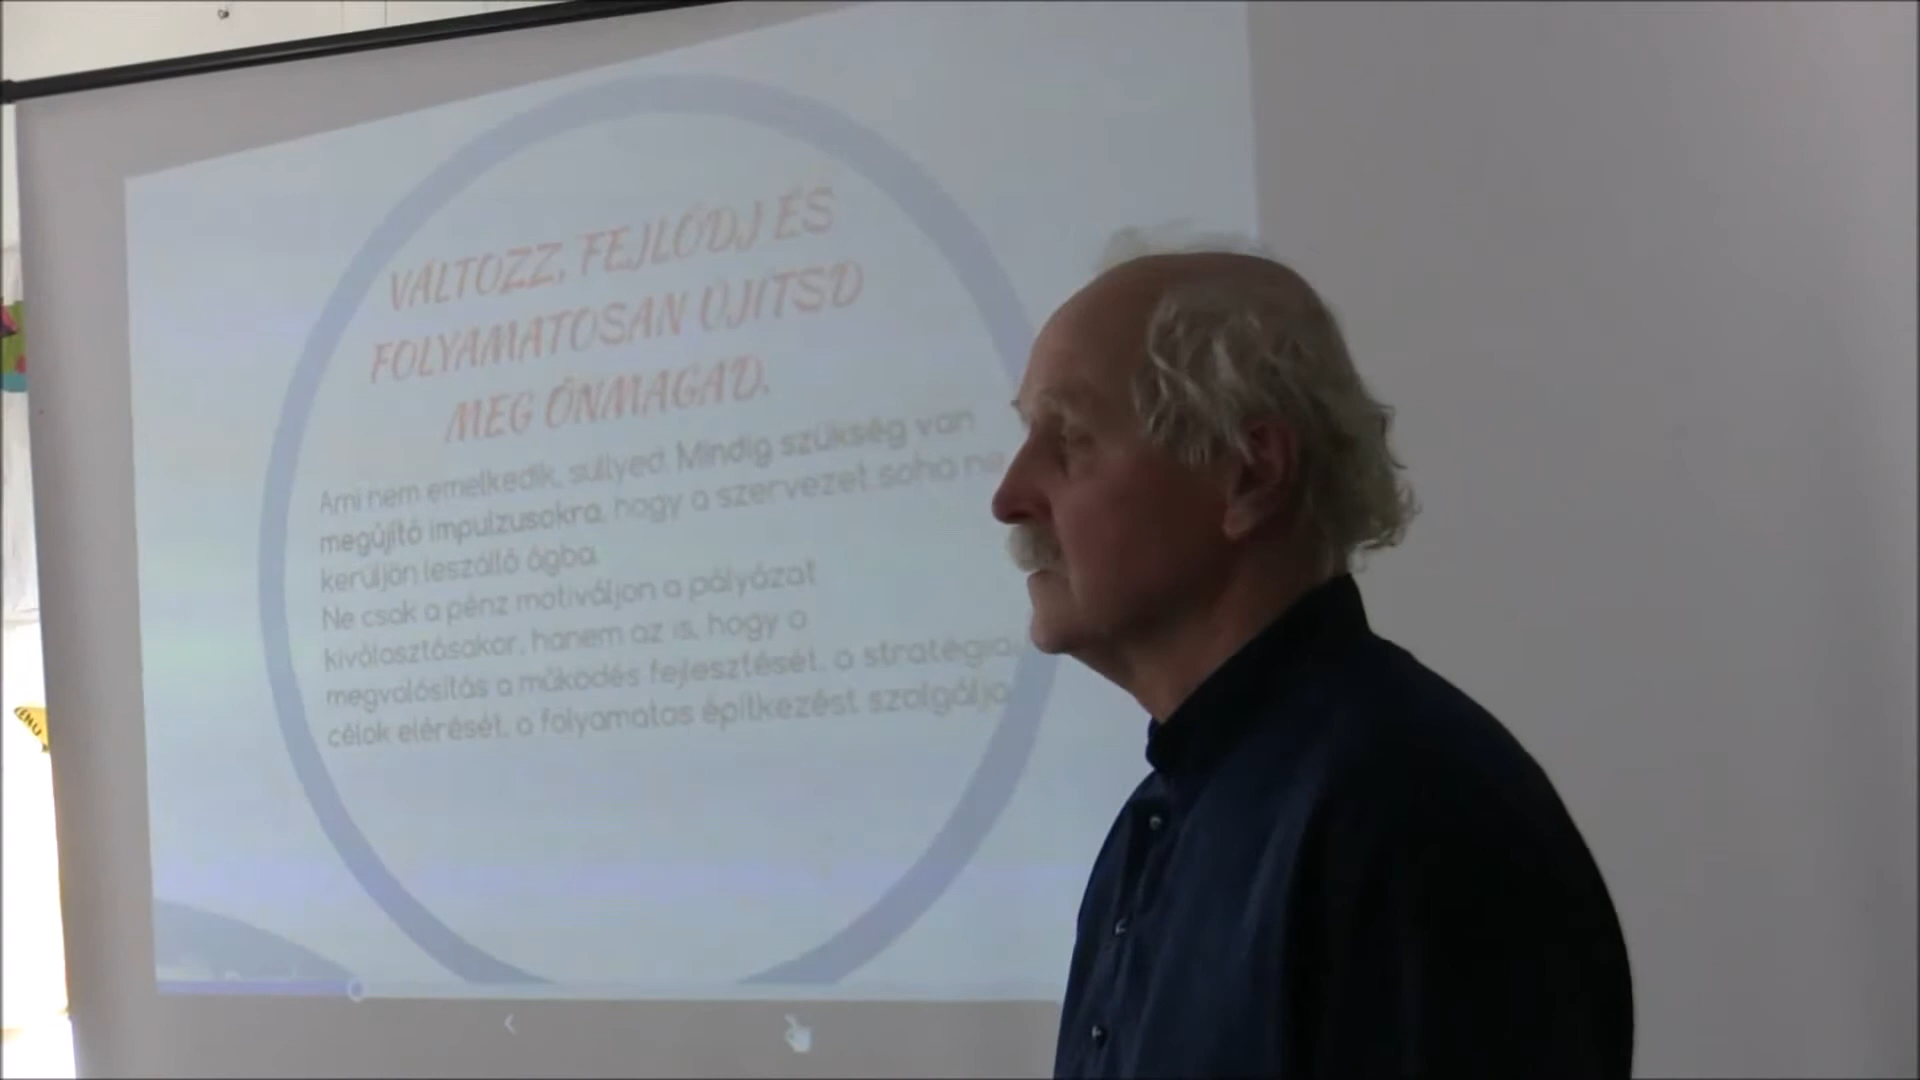 VÁLTOZZ, FEJLŐDJ ÉS
FOLYAMATOSAN ÚJÍTSD
MEG ÖNMAGAD.
Ami nem emelkedik, süllyed. Mindig szükség van
megújító impulzusokra, hogy a szervezet soha ne
kerüljön leszálló ágba.
Ne csak a pénz motiváljon a pályázat
kiválasztásakor, hanem az is, hogy a
megvalósítás a működés fejlesztését, a stratégiai
célok elérését, a folyamatos építkezést szolgálja